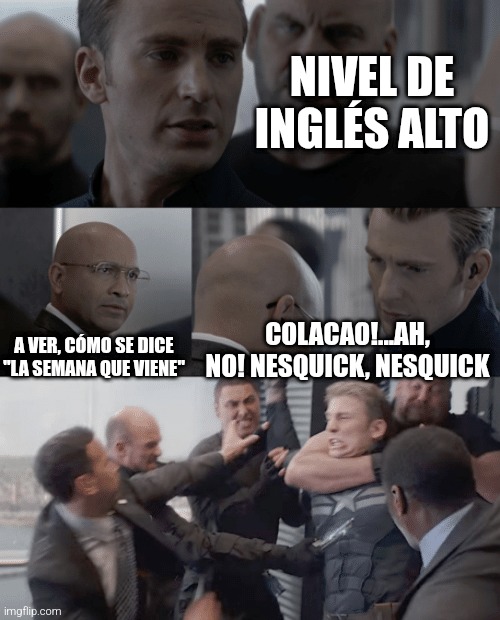 NIVEL DE
INGLÉS ALTO
A VER, CÓMO SE DICE
"LA SEMANA QUE VIENE"
COLACAO!...AH,
NO! NESQUICK, NESQUICK
imgflip.com